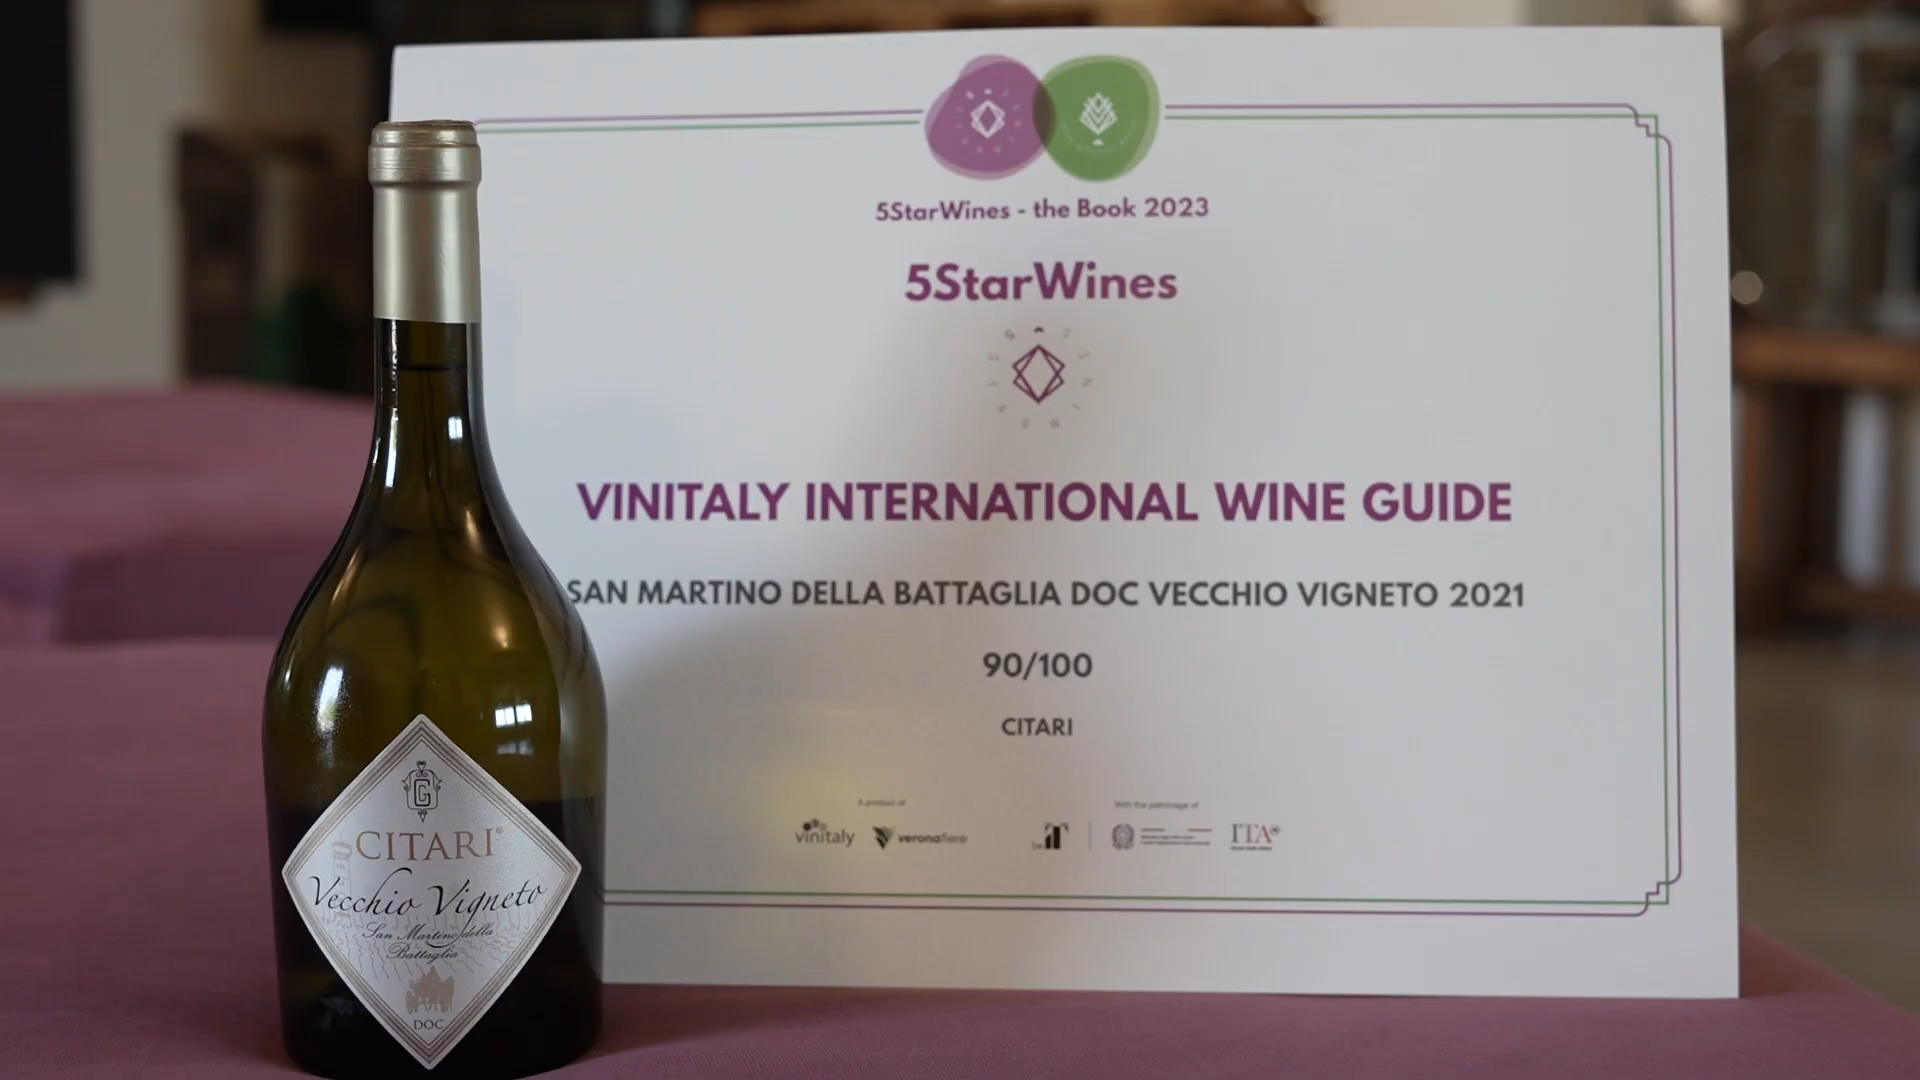 5StarWines - the Book 2023
5StarWines
VINITALY INTERNATIONAL WINE GUIDE
SAN MARTINO DELLA BATTAGLIA DOC VECCHIO VIGNETO 2021
90/100
CITARI
A product of
With the patronage of
vinitaly
veronafiere
ITA
G
CITARI
Vecchio Vigneto
San Martino della
Battaglia
DOC